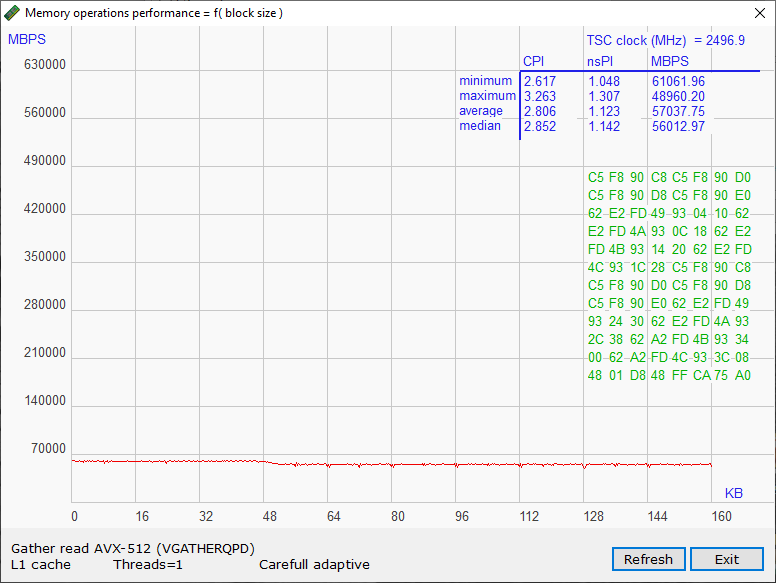 Memory operations performance = f( block size )
MBPS
TSC clock (MHz) = 2496.9
CPI nsPI MBPS
minimum 2.617 1.048 61061.96
maximum 3.263 1.307 48960.20
average 2.806 1.123 57037.75
median 2.852 1.142 56012.97
630000
560000
490000
420000
350000
280000
210000
140000
70000
C5 F8 90 C8 C5 F8 90 D0
C5 F8 90 D8 C5 F8 90 E0
62 E2 FD 49 93 04 10 62
E2 FD 4A 93 0C 18 62 E2
FD 4B 93 14 20 62 E2 FD
4C 93 1C 28 C5 F8 90 C8
C5 F8 90 D0 C5 F8 90 D8
C5 F8 90 E0 62 E2 FD 49
93 24 30 62 E2 FD 4A 93
2C 38 62 A2 FD 4B 93 34
00 62 A2 FD 4C 93 3C 08
48 01 D8 48 FF CA 75 A0
KB
0 16 32 48 64 80 96 112 128 144 160
Gather read AVX-512 (VGATHERQPD)
L1 cache Threads=1 Carefull adaptive
Refresh Exit